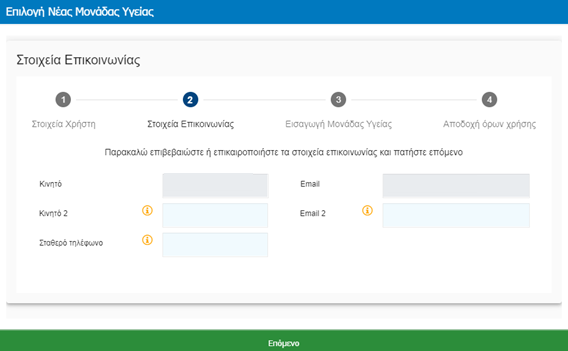 Επιλογή Νέας Μονάδας Υγείας
Στοιχεία Επικοινωνίας
1 2 3 4
Στοιχεία Χρήστη Στοιχεία Επικοινωνίας Εισαγωγή Μονάδας Υγείας Αποδοχή όρων χρήσης
Παρακαλώ επιβεβαιώστε ή επικαιροποιήστε τα στοιχεία επικοινωνίας και πατήστε επόμενο
Κινητό Email
Κινητό 2 Email 2
Σταθερό τηλέφωνο
Επόμενο